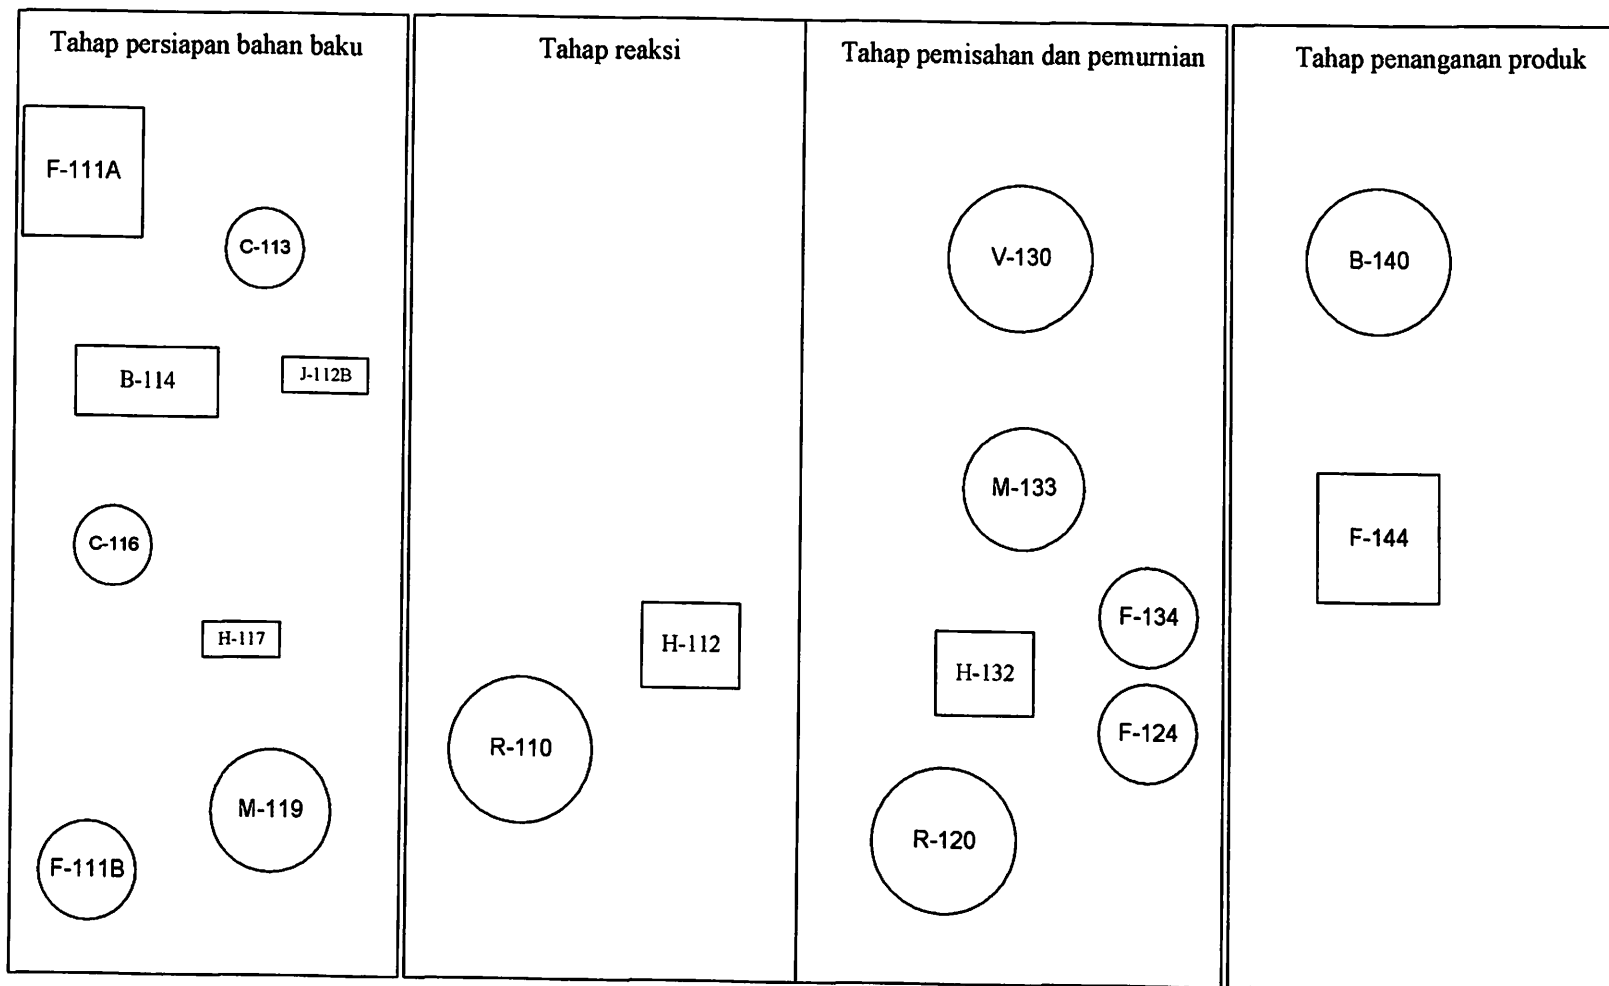 Tahap persiapan bahan baku
F-111A
C-113
B-114
J-112B
C-116
H-117
M-119
F-111B
Tahap reaksi
H-112
R-110
Tahap pemisahan dan pemurnian
V-130
M-133
F-134
H-132
F-124
R-120
Tahap penanganan produk
B-140
F-144